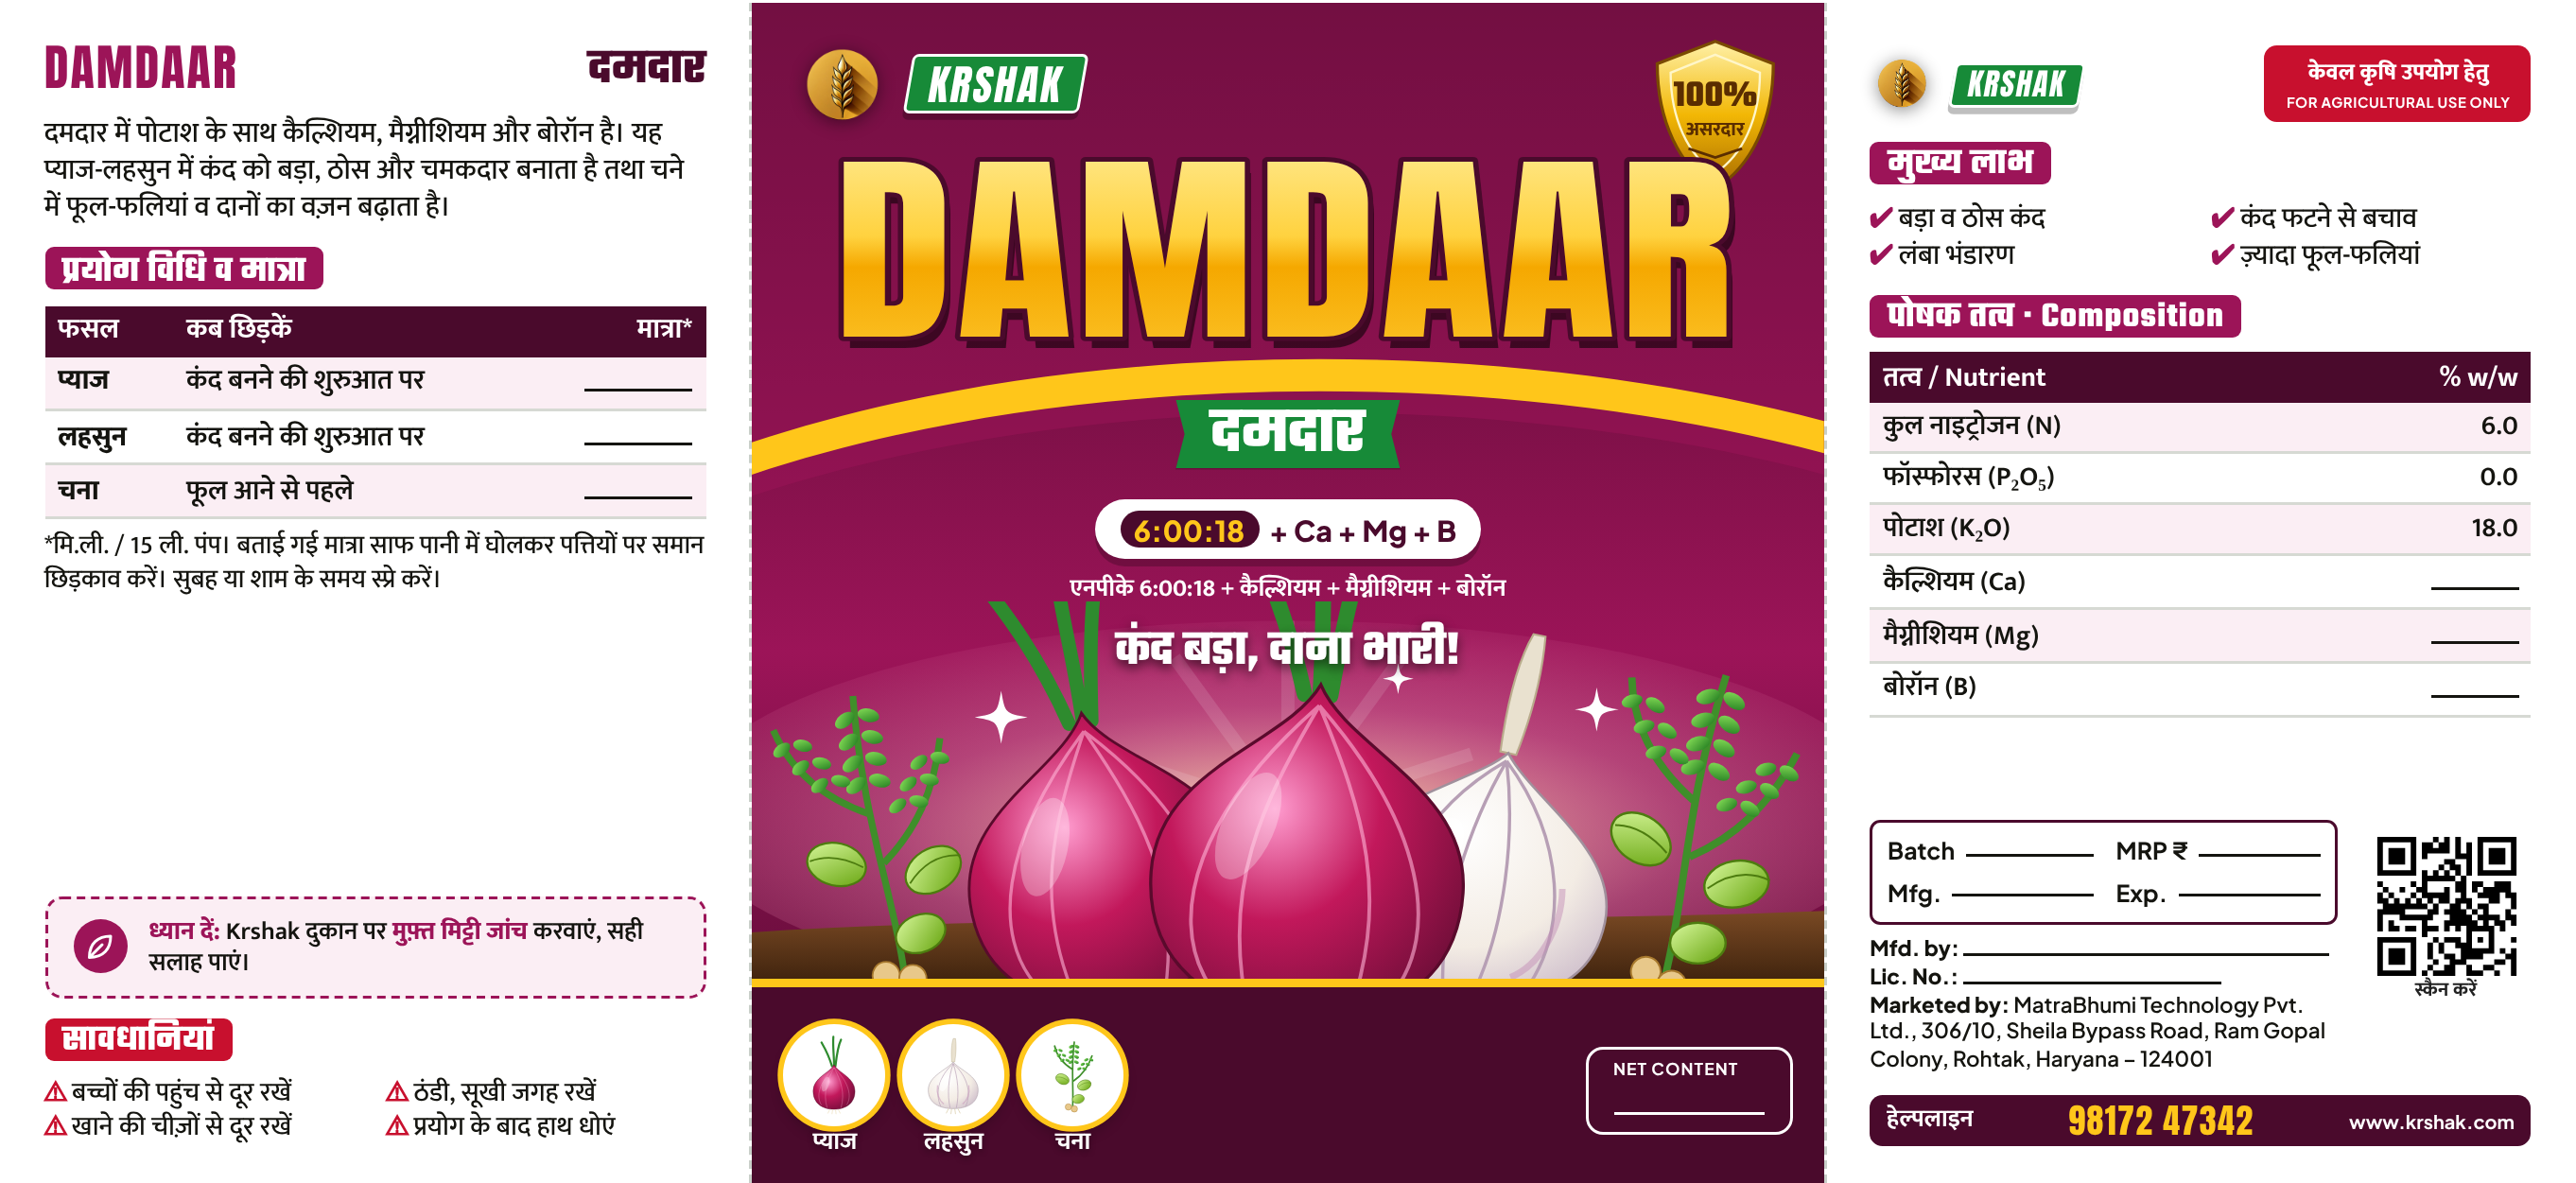 DAMDAAR
दमदार
दमदार में पोटाश के साथ कैल्शियम, मैग्नीशियम और बोरॉन है। यह
प्याज-लहसुन में कंद को बड़ा, ठोस और चमकदार बनाता है तथा चने
में फूल-फलियां व दानों का वज़न बढ़ाता है।
प्रयोग विधि व मात्रा
फसल कब छिड़कें मात्रा*
प्याज कंद बनने की शुरुआत पर
लहसुन कंद बनने की शुरुआत पर
चना फूल आने से पहले
*मि.ली. / 15 ली. पंप। बताई गई मात्रा साफ पानी में घोलकर पत्तियों पर समान
छिड़काव करें। सुबह या शाम के समय स्प्रे करें।
ध्यान दें: Krshak दुकान पर मुफ़्त मिट्टी जांच करवाएं, सही
सलाह पाएं।
सावधानियां
बच्चों की पहुंच से दूर रखें
ठंडी, सूखी जगह रखें
खाने की चीज़ों से दूर रखें
प्रयोग के बाद हाथ धोएं
KRSHAK
100%
असरदार
DAMDAAR
दमदार
6:00:18 + Ca + Mg + B
एनपीके 6:00:18 + कैल्शियम + मैग्नीशियम + बोरॉन
कंद बड़ा, दाना भारी!
प्याज
लहसुन
चना
NET CONTENT
KRSHAK
केवल कृषि उपयोग हेतु
FOR AGRICULTURAL USE ONLY
मुख्य लाभ
✔ बड़ा व ठोस कंद
✔ कंद फटने से बचाव
✔ लंबा भंडारण
✔ ज़्यादा फूल-फलियां
पोषक तत्व · Composition
तत्व / Nutrient % w/w
कुल नाइट्रोजन (N) 6.0
फॉस्फोरस (P₂O₅) 0.0
पोटाश (K₂O) 18.0
कैल्शियम (Ca)
मैग्नीशियम (Mg)
बोरॉन (B)
Batch MRP ₹
Mfg. Exp.
स्कैन करें
Mfd. by:
Lic. No.:
Marketed by: MatraBhumi Technology Pvt.
Ltd., 306/10, Sheila Bypass Road, Ram Gopal
Colony, Rohtak, Haryana – 124001
हेल्पलाइन 98172 47342 www.krshak.com